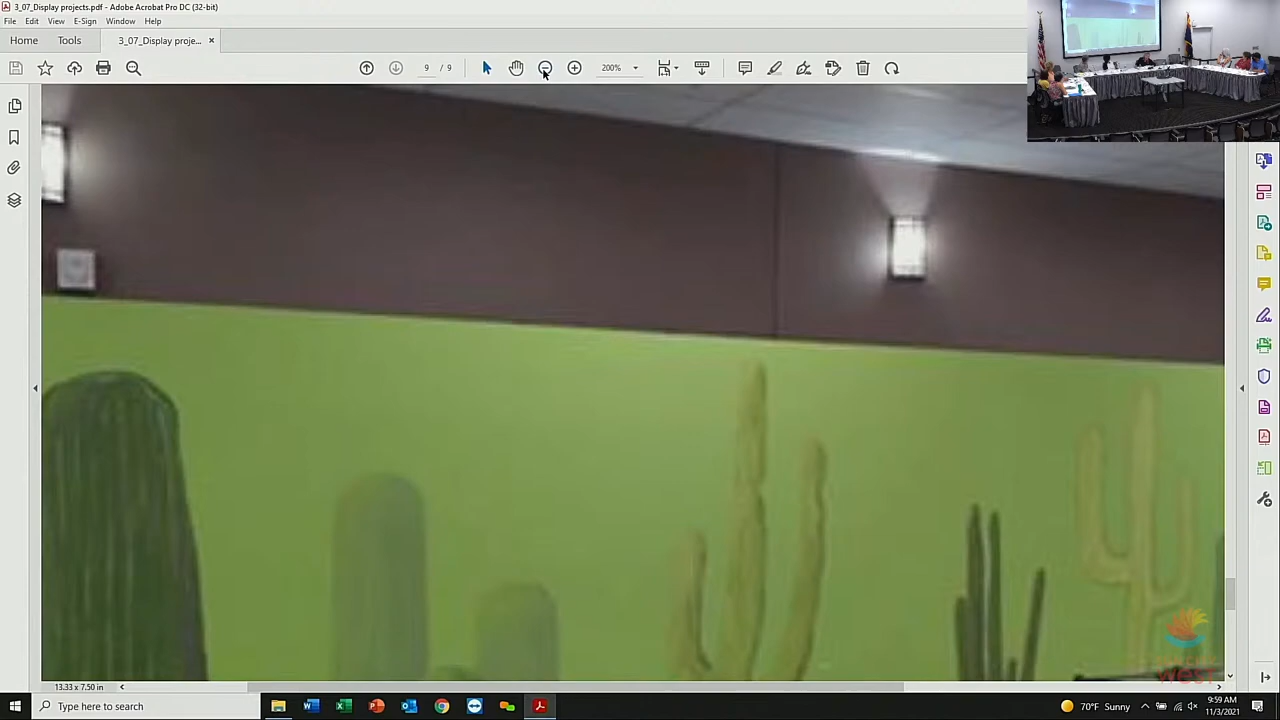 3_07_Display projects.pdf - Adobe Acrobat Pro DC (32-bit)
File Edit View E-Sign Window Help
Home Tools 3_07_Display proje... ×
9 / 9 200%
13.33 x 7.50 in
WEST
Type here to search
70°F Sunny
9:59 AM
11/3/2021